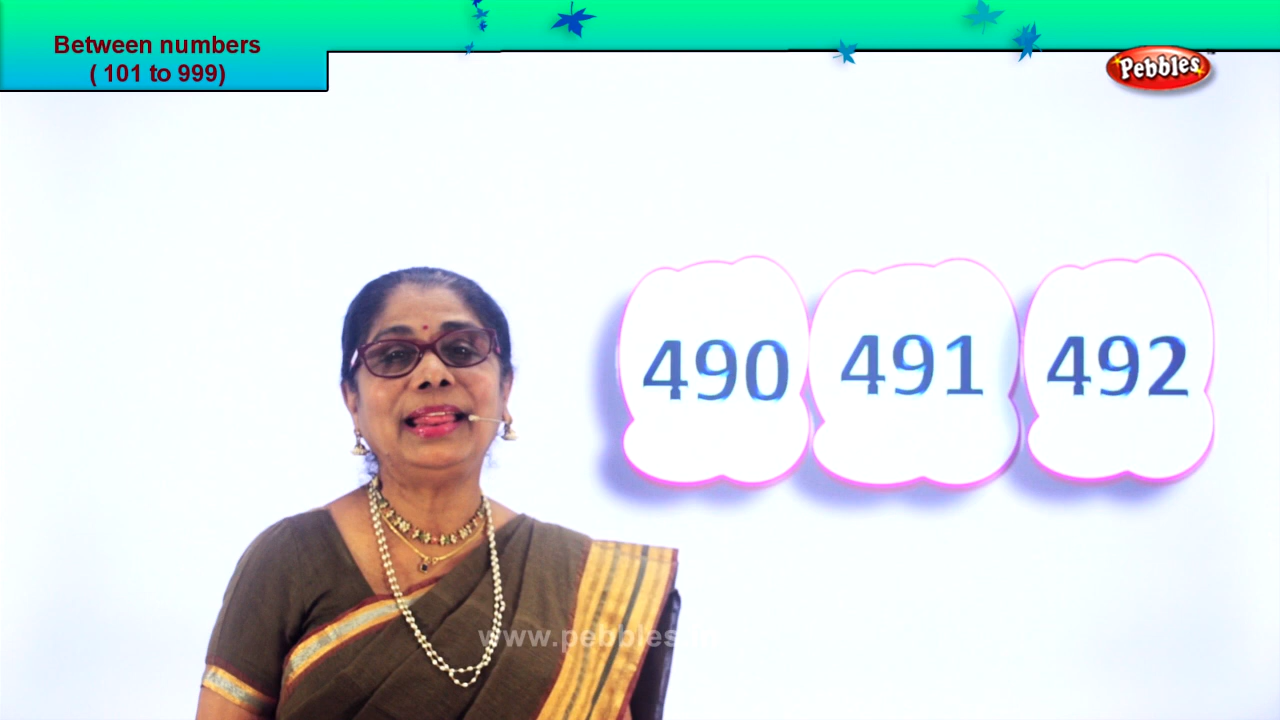 Between numbers
( 101 to 999)
Pebbles
490 491 492
www.pebbles.in